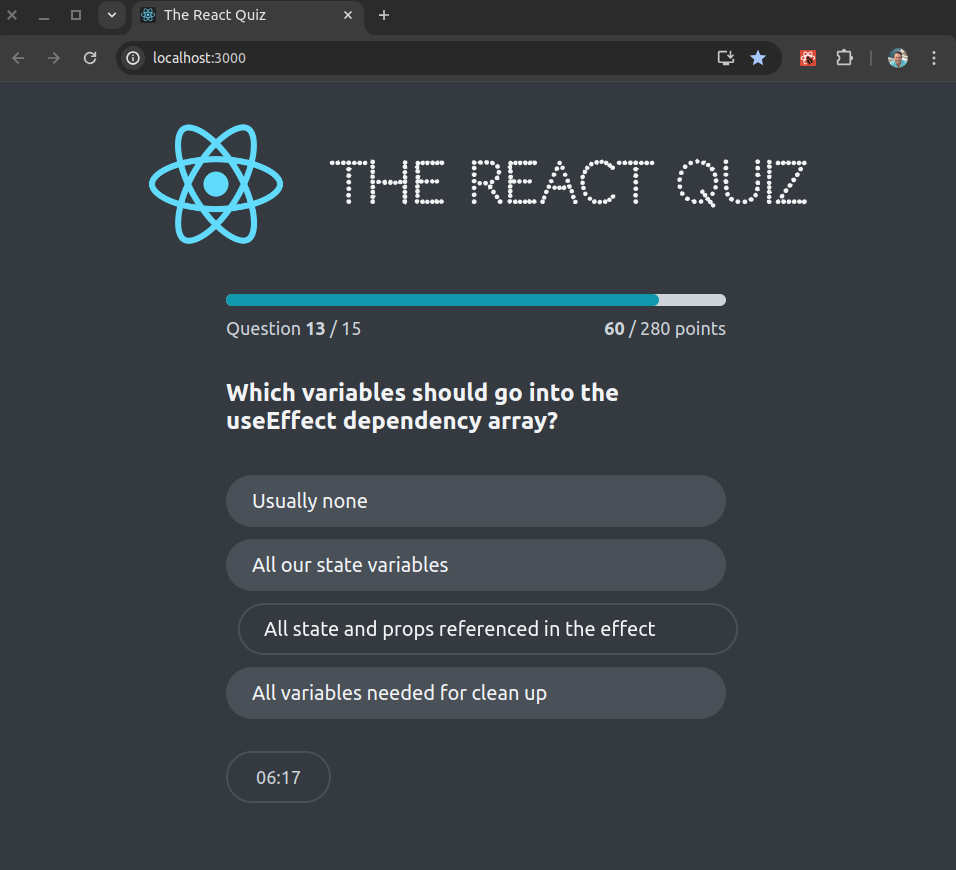 The React Quiz
localhost:3000
THE REACT QUIZ
Question 13 / 15
60 / 280 points
Which variables should go into the
useEffect dependency array?
Usually none
All our state variables
All state and props referenced in the effect
All variables needed for clean up
06:17